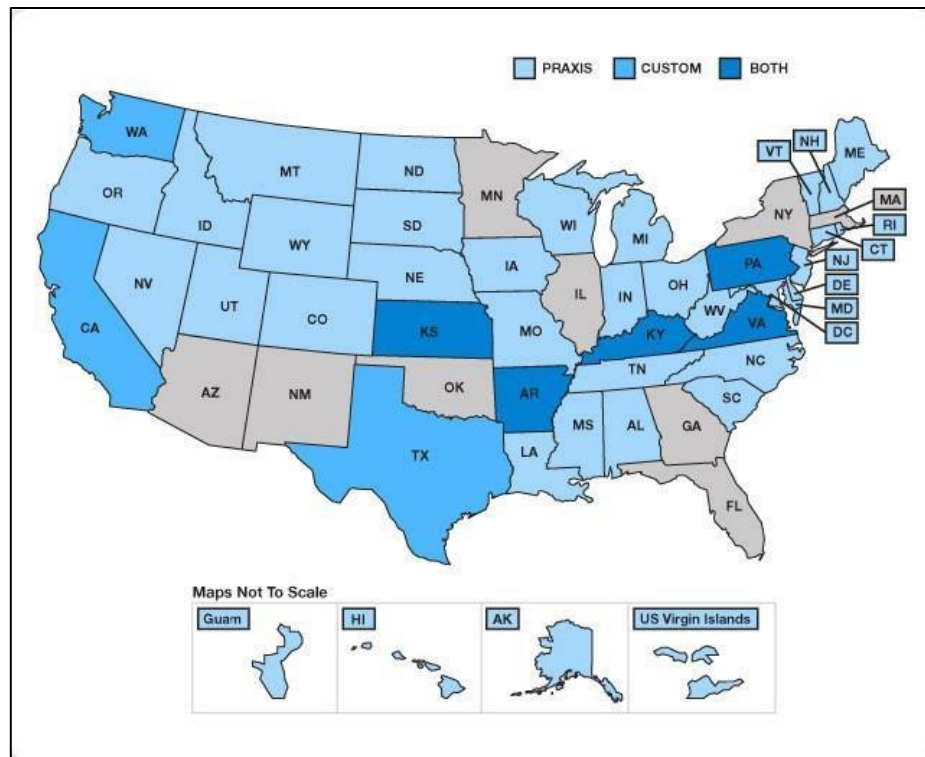 PRAXIS CUSTOM BOTH
WA
MT
ND
MN
VT
NH
ME
OR
ID
WY
SD
WI
MI
NY
MA
RI
CT
NV
UT
CO
NE
IA
IL
IN
OH
PA
NJ
DE
MD
DC
CA
KS
MO
KY
WV
VA
AZ
NM
OK
AR
TN
NC
SC
TX
LA
MS
AL
GA
FL
Maps Not To Scale
Guam
HI
AK
US Virgin Islands